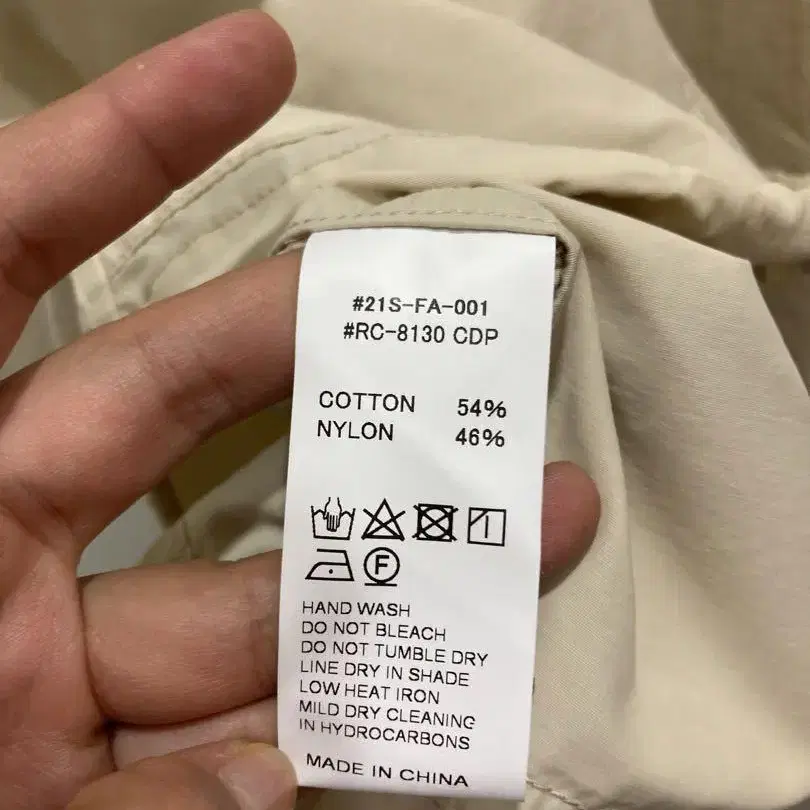 #21S-FA-001
#RC-8130 CDP
COTTON 54%
NYLON 46%
F
HAND WASH
DO NOT BLEACH
DO NOT TUMBLE DRY
LINE DRY IN SHADE
LOW HEAT IRON
MILD DRY CLEANING
IN HYDROCARBONS
MADE IN CHINA